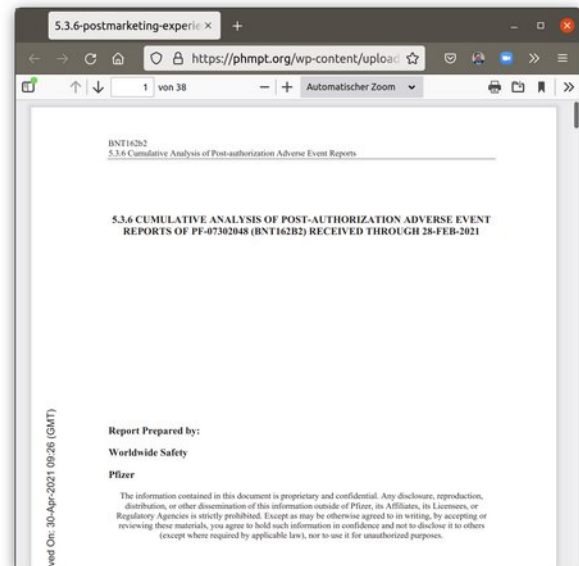 5.3.6-postmarketing-experie
https://phmpt.org/wp-content/upload
1 von 38
Automatischer Zoom
BNT162b2
5.3.6 Cumulative Analysis of Post-authorization Adverse Event Reports
5.3.6 CUMULATIVE ANALYSIS OF POST-AUTHORIZATION ADVERSE EVENT
REPORTS OF PF-07302048 (BNT162B2) RECEIVED THROUGH 28-FEB-2021
Report Prepared by:
Worldwide Safety
Pfizer
The information contained in this document is proprietary and confidential. Any disclosure, reproduction,
distribution, or other dissemination of this information outside of Pfizer, its Affiliates, its Licensees, or
Regulatory Agencies is strictly prohibited. Except as may be otherwise agreed to in writing, by accepting or
reviewing these materials, you agree to hold such information in confidence and not to disclose it to others
(except where required by applicable law), nor to use it for unauthorized purposes.
ved On: 30-Apr-2021 09:26 (GMT)